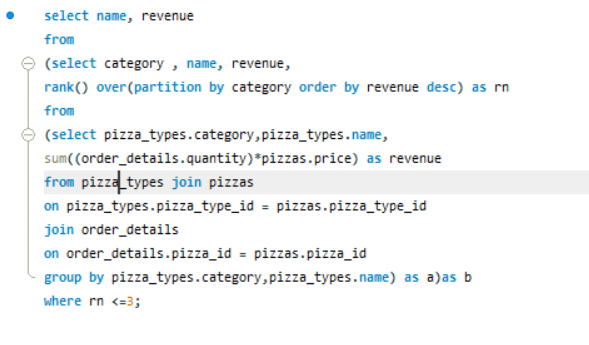 select name, revenue
from
(select category , name, revenue,
rank() over(partition by category order by revenue desc) as rn
from
(select pizza_types.category,pizza_types.name,
sum((order_details.quantity)*pizzas.price) as revenue
from pizza_types join pizzas
on pizza_types.pizza_type_id = pizzas.pizza_type_id
join order_details
on order_details.pizza_id = pizzas.pizza_id
group by pizza_types.category,pizza_types.name) as a)as b
where rn <=3;